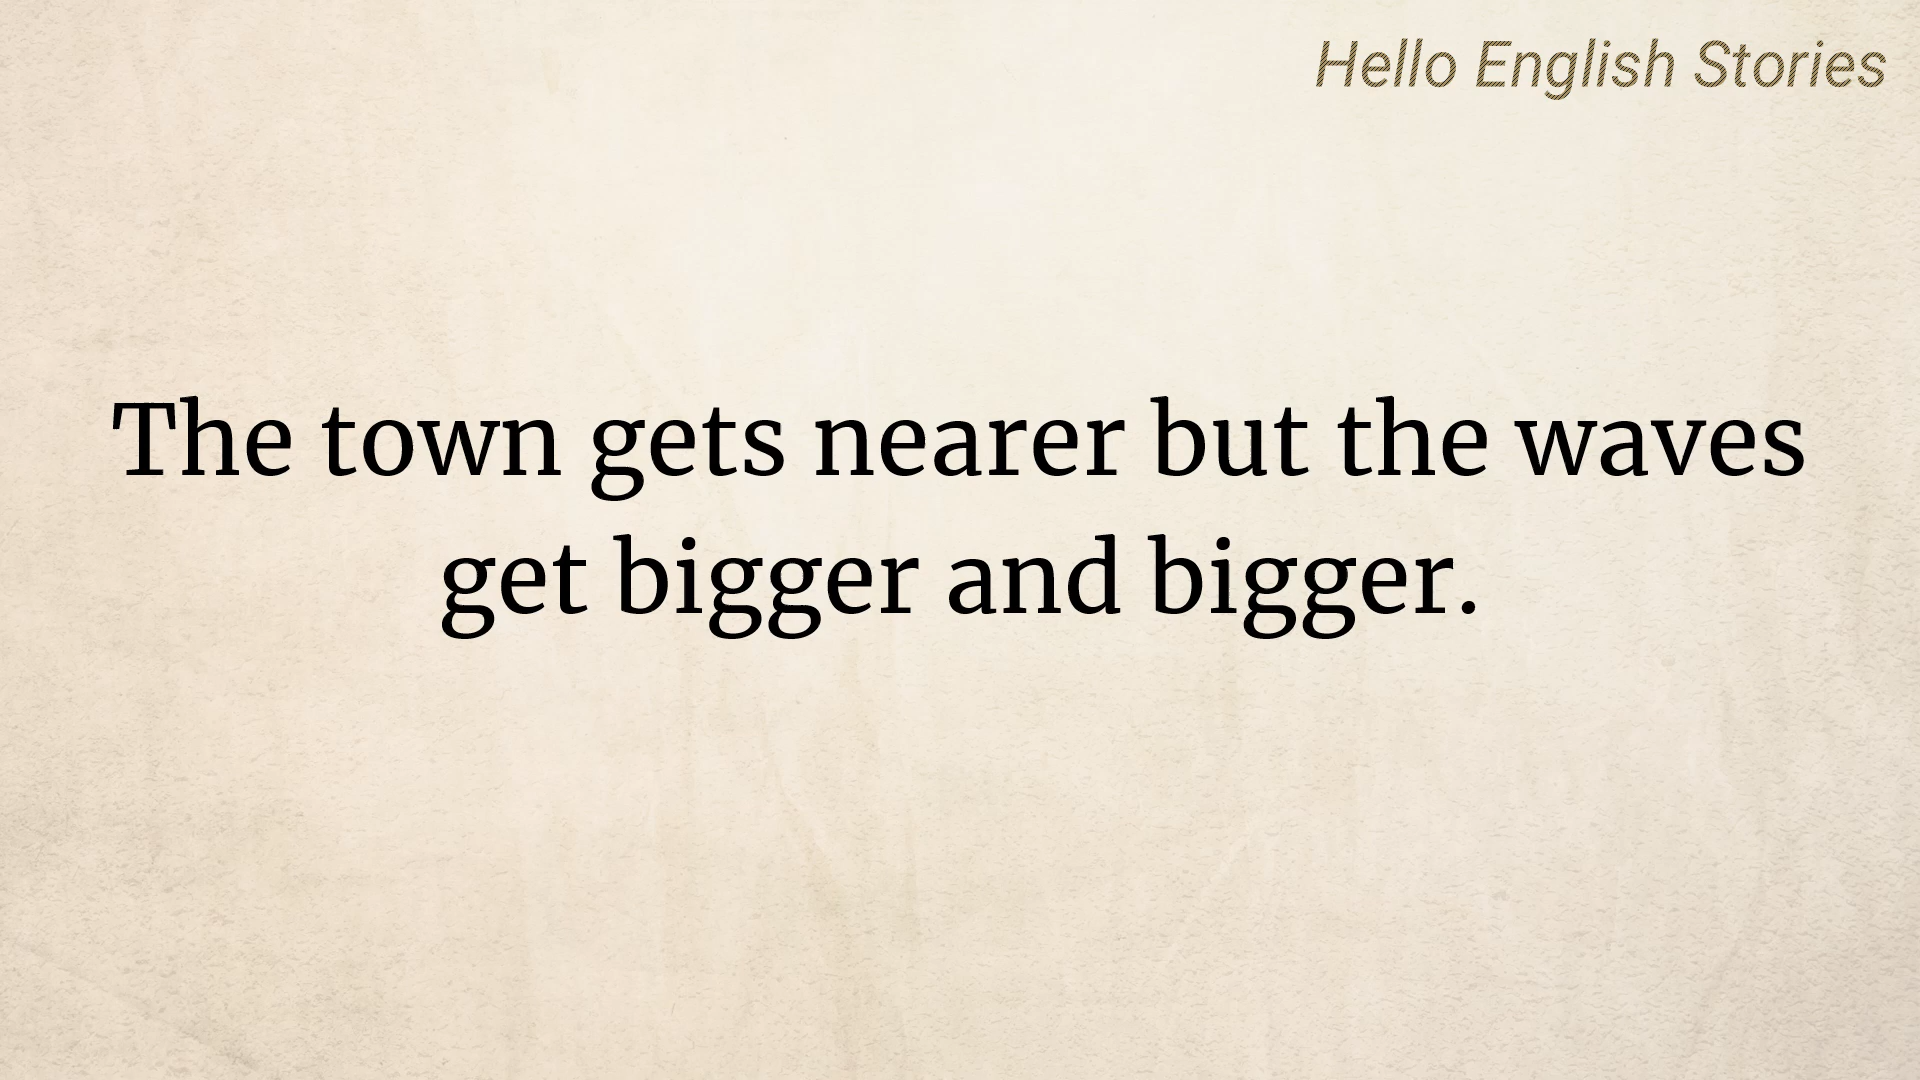 Hello English Stories
The town gets nearer but the waves
get bigger and bigger.